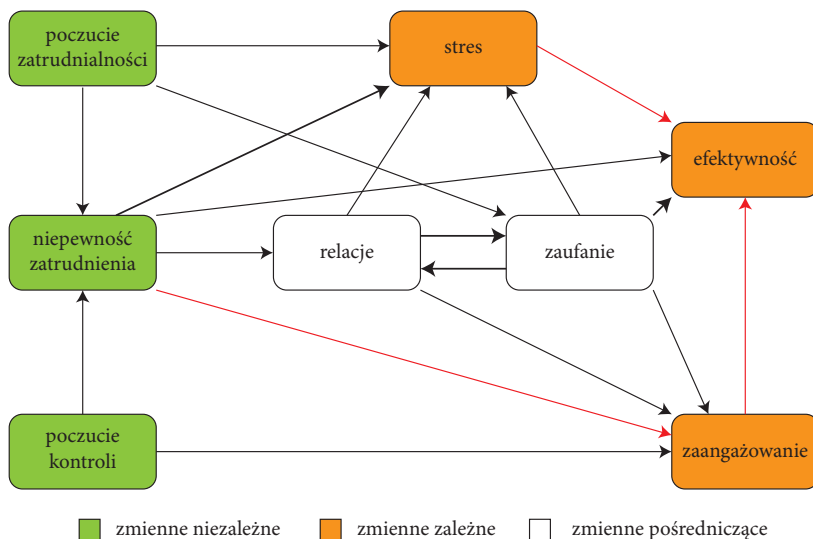 poczucie
zatrudnialności
stres
efektywność
niepewność
zatrudnienia
relacje
zaufanie
poczucie
kontroli
zaangażowanie
zmienne niezależne
zmienne zależne
zmienne pośredniczące